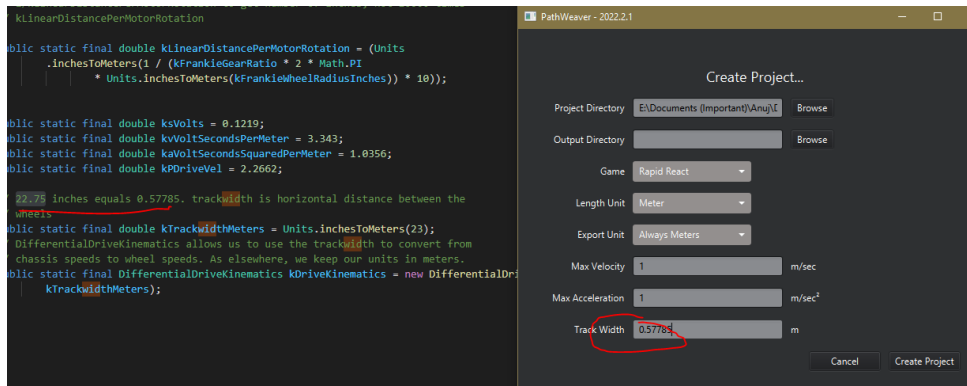 / kLinearDistancePerMotorRotation
ublic static final double kLinearDistancePerMotorRotation = (Units
.inchesToMeters(1 / (kFrankieGearRatio * 2 * Math.PI
* Units.inchesToMeters(kFrankieWheelRadiusInches)) * 10));
ublic static final double ksVolts = 0.1219;
ublic static final double kvVoltSecondsPerMeter = 3.343;
ublic static final double kaVoltSecondsSquaredPerMeter = 1.0356;
ublic static final double kPDriveVel = 2.2662;
/ 22.75 inches equals 0.57785. trackwidth is horizontal distance between the
/ wheels
ublic static final double kTrackwidthMeters = Units.inchesToMeters(23);
/ DifferentialDriveKinematics allows us to use the trackwidth to convert from
/ chassis speeds to wheel speeds. As elsewhere, we keep our units in meters.
ublic static final DifferentialDriveKinematics kDriveKinematics = new DifferentialDri
kTrackwidthMeters);
PathWeaver - 2022.2.1
Create Project...
Project Directory E:\Documents (Important)\Anuj\D Browse
Output Directory Browse
Game Rapid React
Length Unit Meter
Export Unit Always Meters
Max Velocity 1 m/sec
Max Acceleration 1 m/sec²
Track Width 0.57785 m
Cancel Create Project